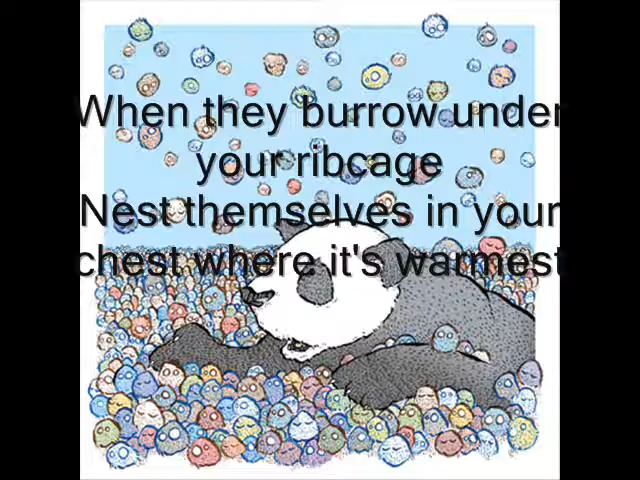 When they burrow under
your ribcage
Nest themselves in your
chest where it's warmest